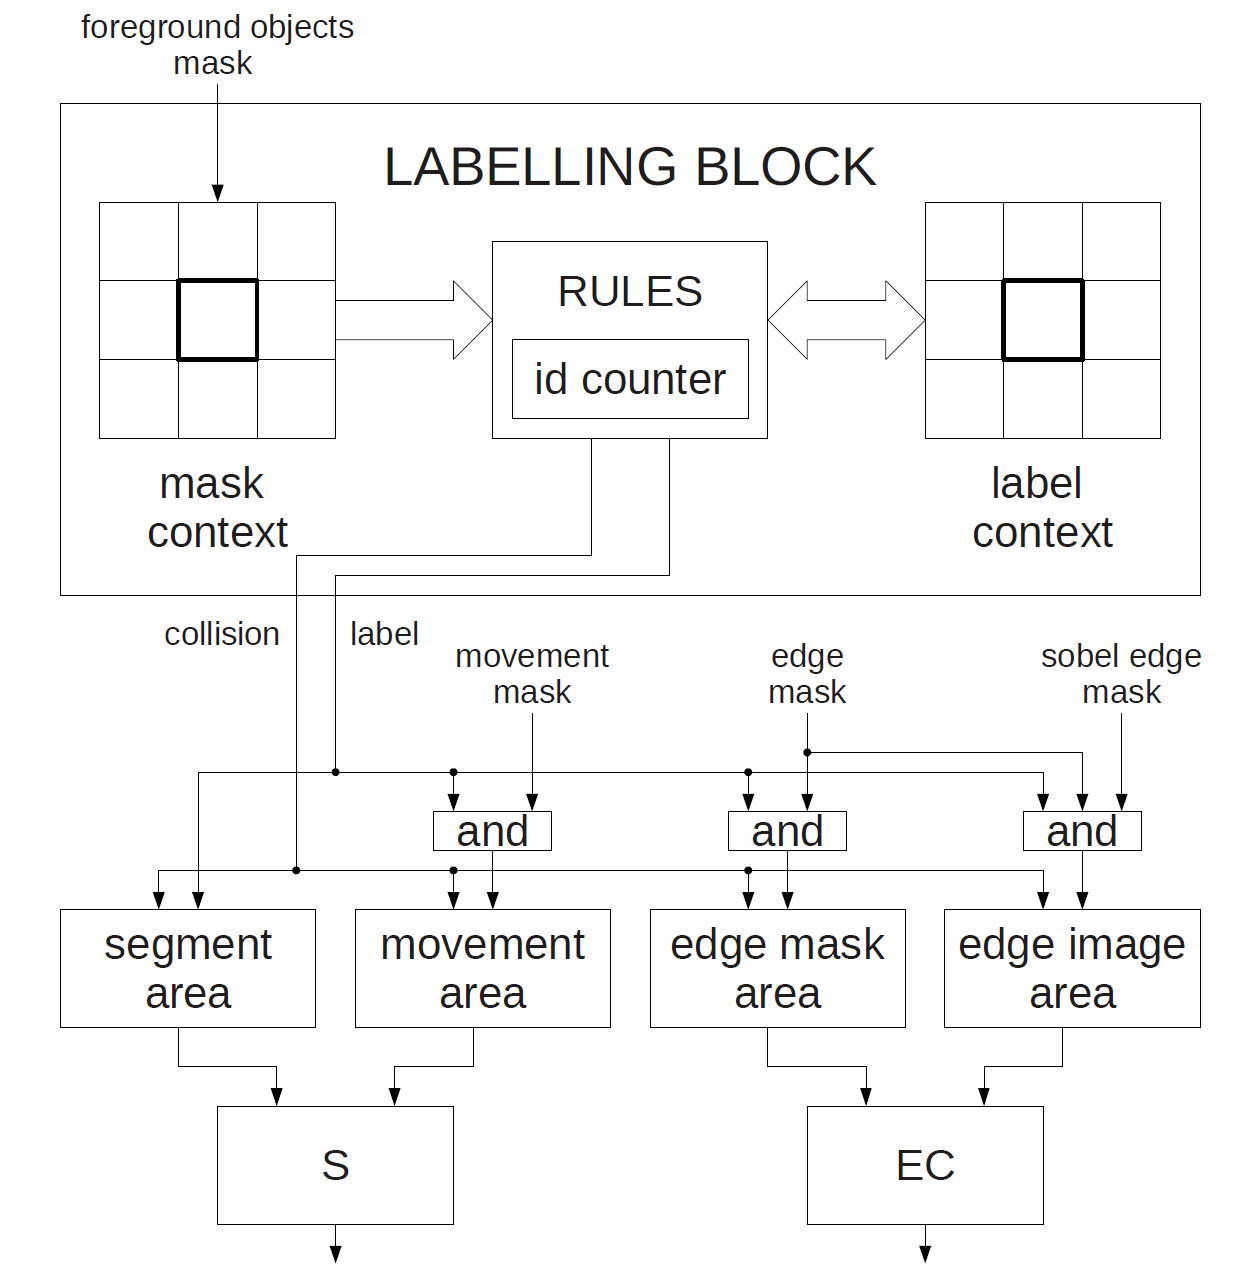 foreground objects
mask
LABELLING BLOCK
RULES
id counter
mask
context
label
context
collision
label
movement
mask
edge
mask
sobel edge
mask
and
and
and
segment
area
movement
area
edge mask
area
edge image
area
S
EC